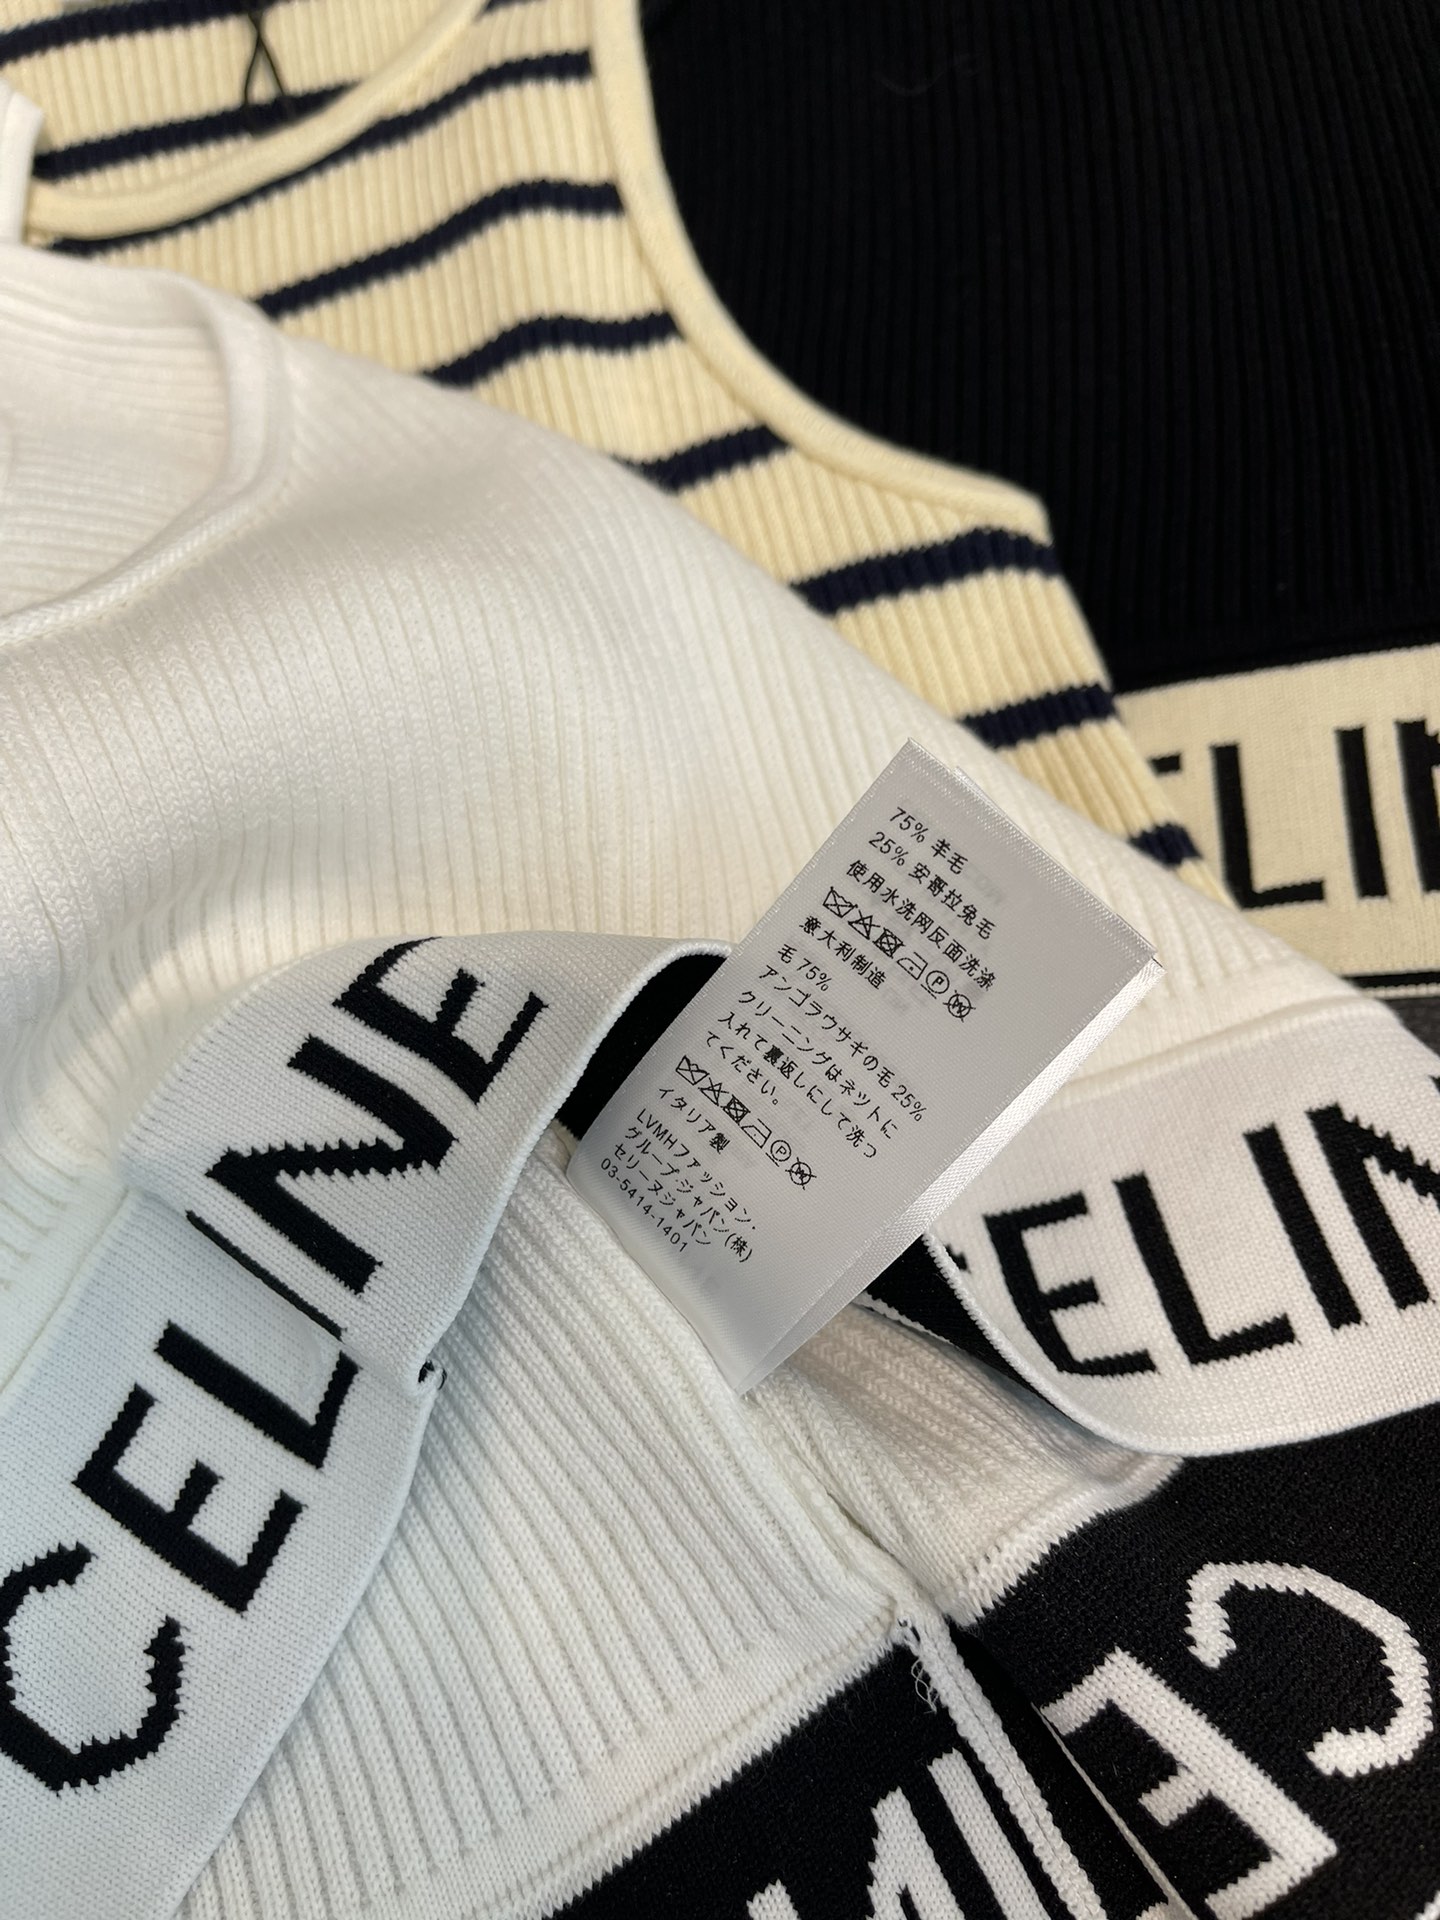 ELIN
75% 羊毛
25% 安哥拉兔毛
使用水洗网反面洗涤
P W
意大利制造
毛 75%
アンゴラウサギの毛 25%
クリーニングはネットに
入れて裏返しにして洗っ
てください。
P W
イタリア製
LVMHファッション.
グループ.ジャパン(株)
セリーヌジャパン
03-5414-1401
CELINE
ELIN
CE